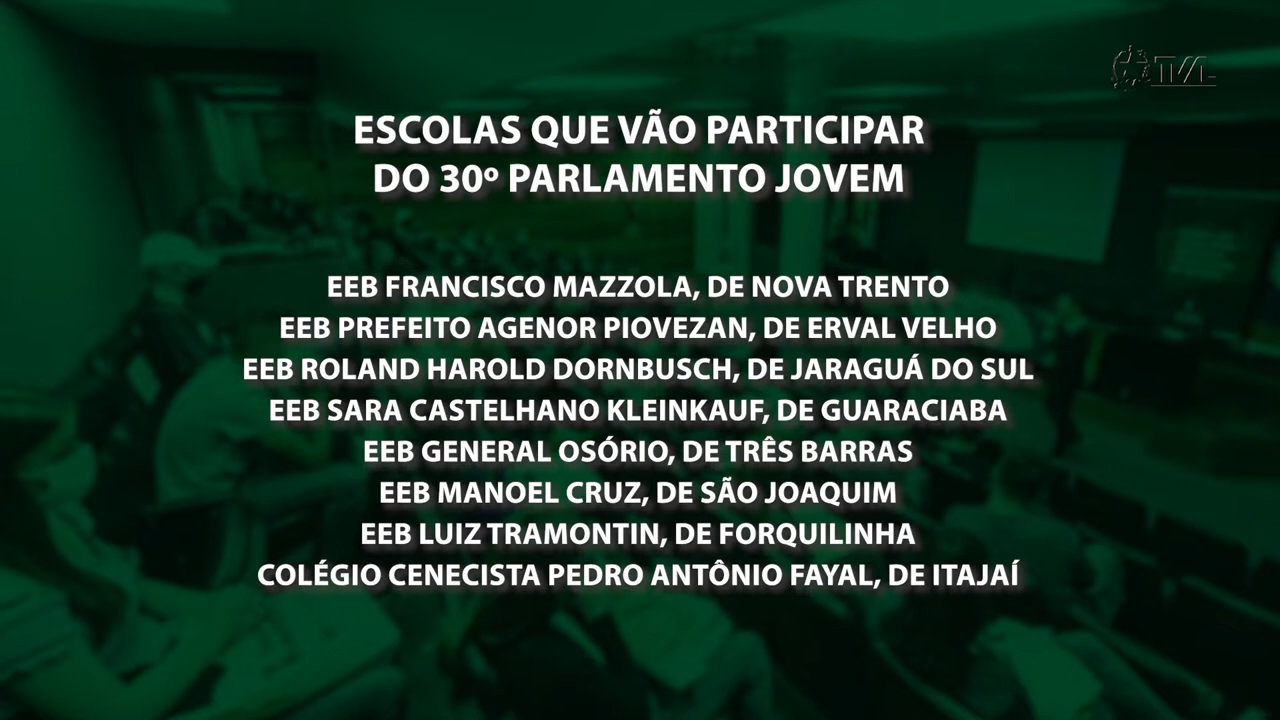 TVAL
ESCOLAS QUE VÃO PARTICIPAR
DO 30º PARLAMENTO JOVEM
EEB FRANCISCO MAZZOLA, DE NOVA TRENTO
EEB PREFEITO AGENOR PIOVEZAN, DE ERVAL VELHO
EEB ROLAND HAROLD DORNBUSCH, DE JARAGUÁ DO SUL
EEB SARA CASTELHANO KLEINKAUF, DE GUARACIABA
EEB GENERAL OSÓRIO, DE TRÊS BARRAS
EEB MANOEL CRUZ, DE SÃO JOAQUIM
EEB LUIZ TRAMONTIN, DE FORQUILINHA
COLÉGIO CENECISTA PEDRO ANTÔNIO FAYAL, DE ITAJAÍ